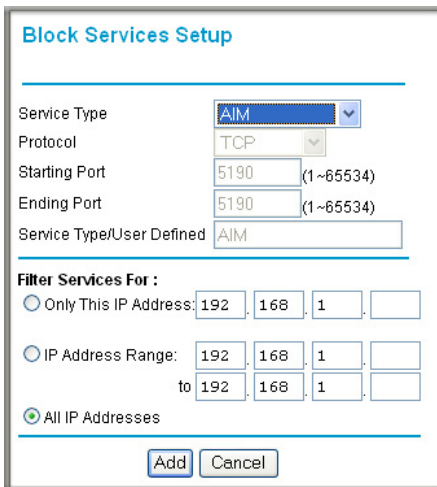 Block Services Setup
Service Type AIM
Protocol TCP
Starting Port 5190 (1~65534)
Ending Port 5190 (1~65534)
Service Type/User Defined AIM
Filter Services For :
Only This IP Address: 192 . 168 . 1 .
IP Address Range: 192 . 168 . 1 .
to 192 . 168 . 1 .
All IP Addresses
Add Cancel